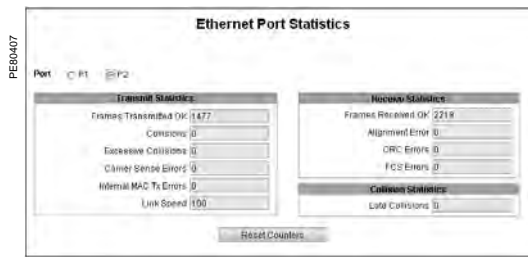 Ethernet Port Statistics
PE80407
Port P1 P2
Transmit Statistics
Frames Transmitted OK 1477
Collisions 0
Excessive Collisions 0
Carrier Sense Errors 0
Internal MAC Tx Errors 0
Link Speed 100
Receive Statistics
Frames Received OK 2219
Alignment Error 0
CRC Errors 0
FCS Errors 0
Collision Statistics
Late Collisions 0
Reset Counters